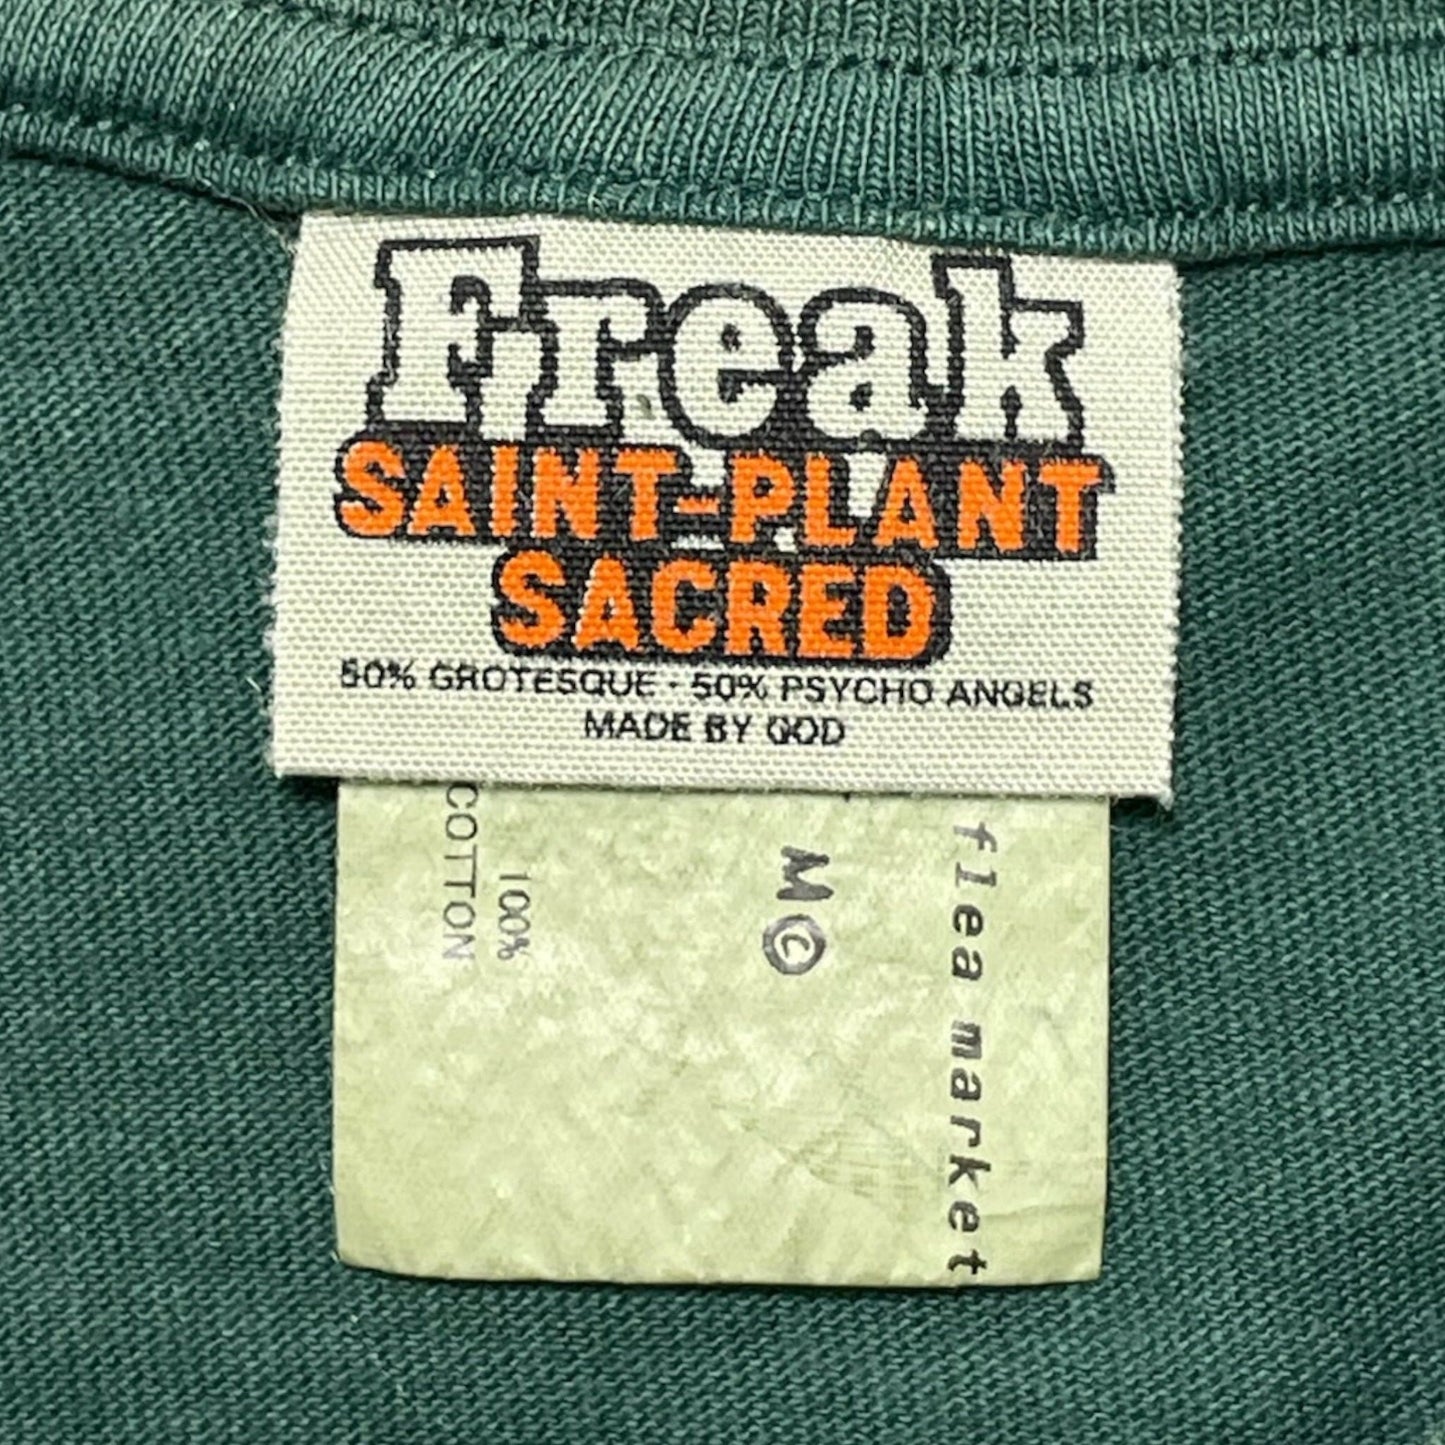 Freak
SAINT-PLANT
SACRED
50% GROTESQUE · 50% PSYCHO ANGELS
MADE BY GOD
flea market
M©
100%
COTTON